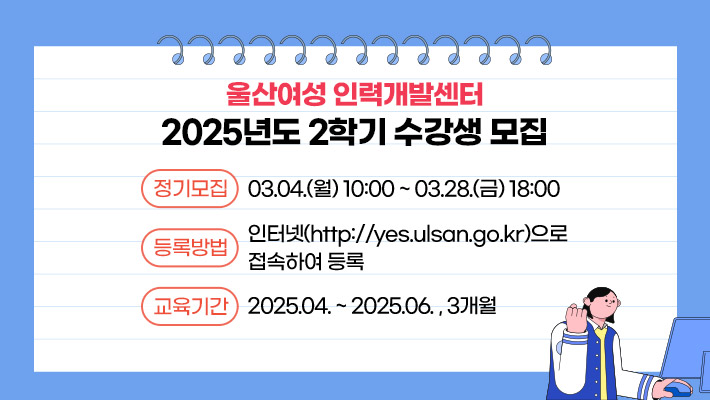 울산여성 인력개발센터
2025년도 2학기 수강생 모집
정기모집 03.04.(월) 10:00 ~ 03.28.(금) 18:00
등록방법 인터넷(http://yes.ulsan.go.kr)으로
접속하여 등록
교육기간 2025.04. ~ 2025.06. , 3개월